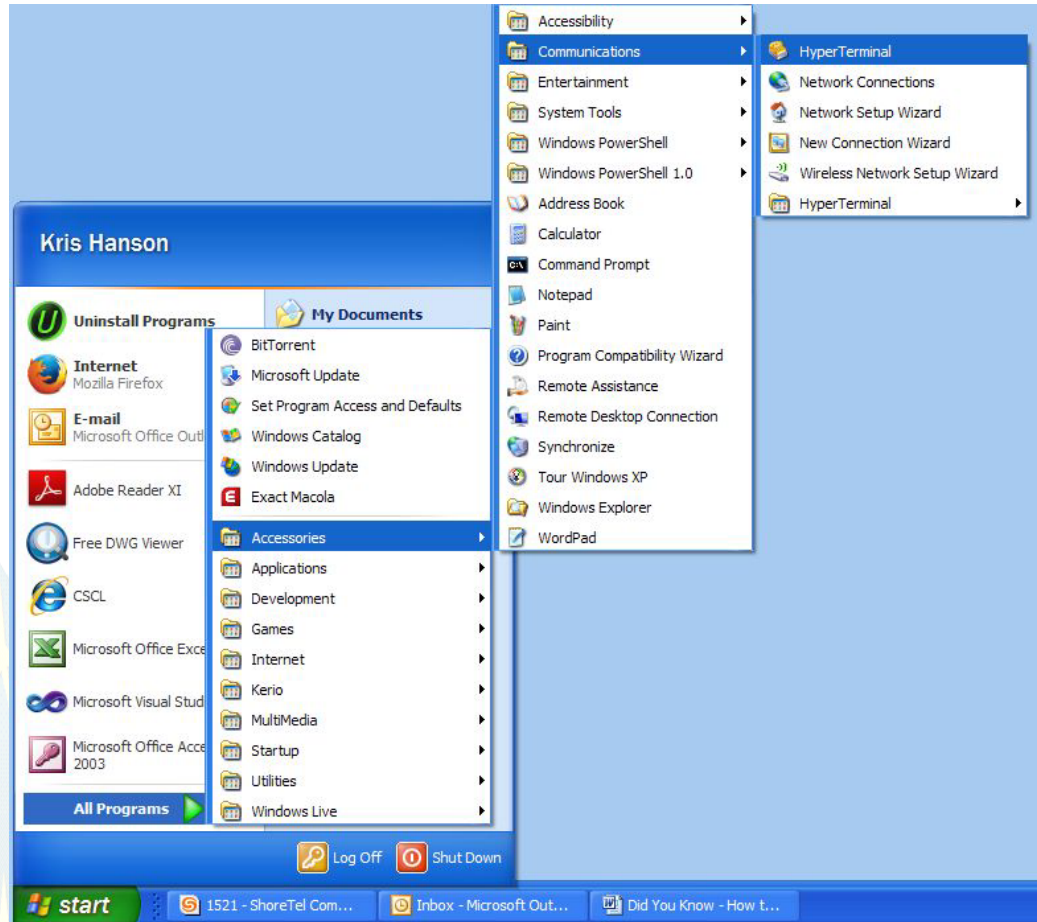 Kris Hanson
Uninstall Programs
Internet
Mozilla Firefox
E-mail
Microsoft Office Outl
Adobe Reader XI
Free DWG Viewer
CSCL
Microsoft Office Exce
Microsoft Visual Stud
Microsoft Office Acce
2003
All Programs
My Documents
BitTorrent
Microsoft Update
Set Program Access and Defaults
Windows Catalog
Windows Update
Exact Macola
Accessories
Applications
Development
Games
Internet
Kerio
MultiMedia
Startup
Utilities
Windows Live
Accessibility
Communications
Entertainment
System Tools
Windows PowerShell
Windows PowerShell 1.0
Address Book
Calculator
Command Prompt
Notepad
Paint
Program Compatibility Wizard
Remote Assistance
Remote Desktop Connection
Synchronize
Tour Windows XP
Windows Explorer
WordPad
HyperTerminal
Network Connections
Network Setup Wizard
New Connection Wizard
Wireless Network Setup Wizard
HyperTerminal
Log Off
Shut Down
start
1521 - ShoreTel Com...
Inbox - Microsoft Out...
Did You Know - How t...